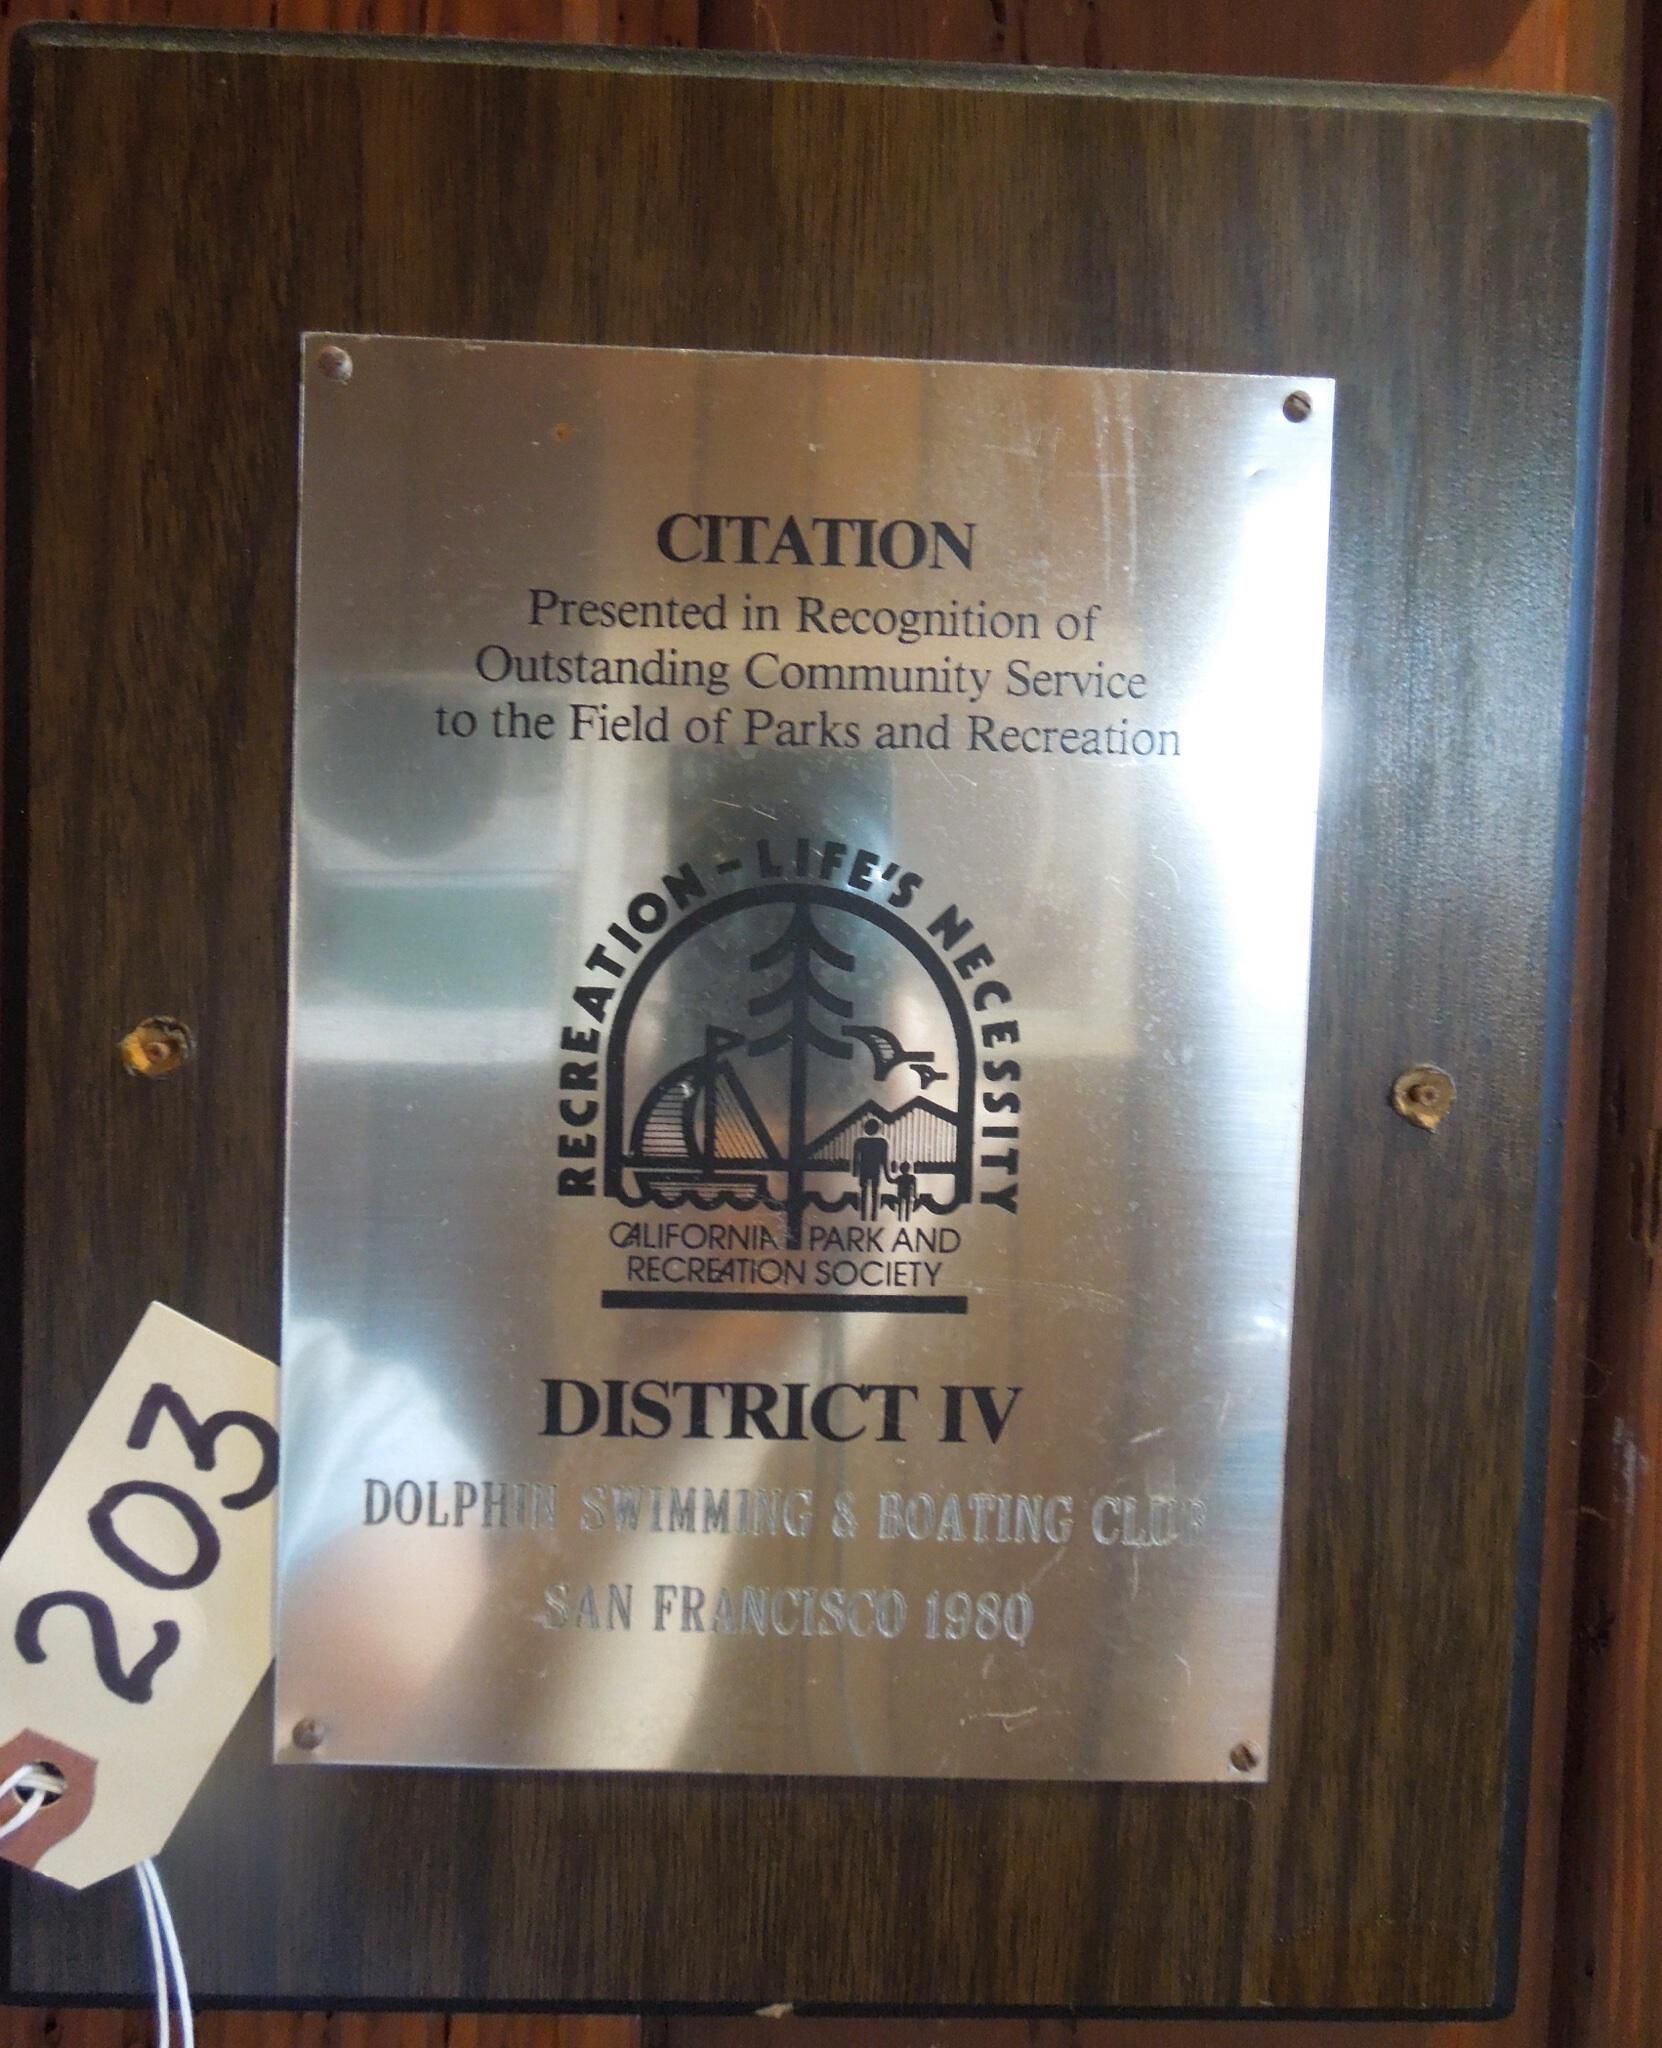 CITATION
Presented in Recognition of
Outstanding Community Service
to the Field of Parks and Recreation
RECREATION - LIFE'S NECESSITY
CALIFORNIA PARK AND
RECREATION SOCIETY
DISTRICT IV
DOLPHIN SWIMMING & BOATING CLUB
SAN FRANCISCO 1980
203